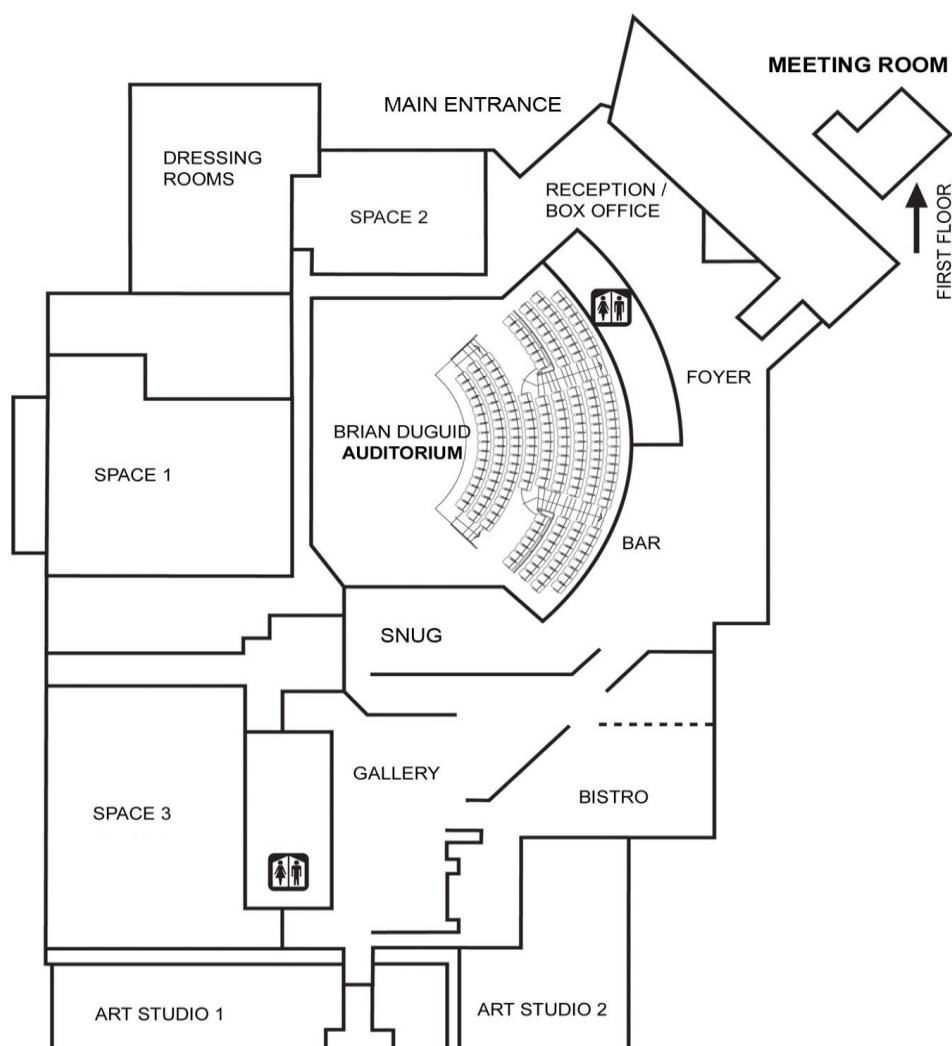 MEETING ROOM
MAIN ENTRANCE
DRESSING
ROOMS
SPACE 2
RECEPTION /
BOX OFFICE
FIRST FLOOR
FOYER
BRIAN DUGUID
AUDITORIUM
SPACE 1
BAR
SNUG
GALLERY
BISTRO
SPACE 3
ART STUDIO 1
ART STUDIO 2